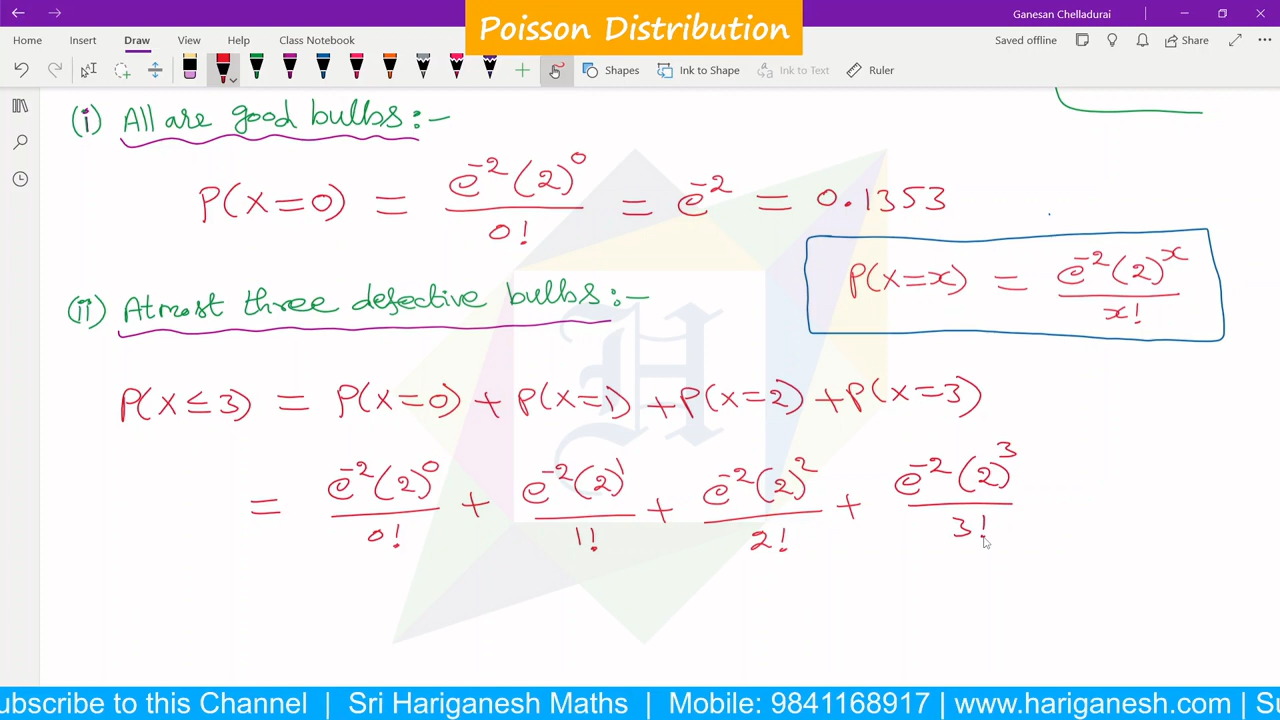 Poisson Distribution
Ganesan Chelladurai
Home Insert Draw View Help Class Notebook Saved offline Share
Shapes Ink to Shape Ink to Text Ruler
(i) All are good bulbs:-
P(X=0) = e^-2 (2)^0 / 0! = e^-2 = 0.1353
P(X=x) = e^-2 (2)^x / x!
(ii) Atmost three defective bulbs:-
P(X≤3) = P(X=0) + P(X=1) + P(X=2) + P(X=3)
= e^-2 (2)^0 / 0! + e^-2 (2)^1 / 1! + e^-2 (2)^2 / 2! + e^-2 (2)^3 / 3!
H
ubscribe to this Channel | Sri Hariganesh Maths | Mobile: 9841168917 | www.hariganesh.com | Su